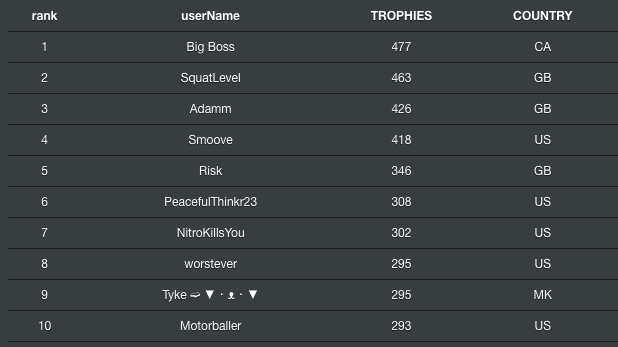 rank userName TROPHIES COUNTRY
1 Big Boss 477 CA
2 SquatLevel 463 GB
3 Adamm 426 GB
4 Smoove 418 US
5 Risk 346 GB
6 PeacefulThinkr23 308 US
7 NitroKillsYou 302 US
8 worstever 295 US
9 Tyke ➫ ▼・ᴥ・▼ 295 MK
10 Motorballer 293 US